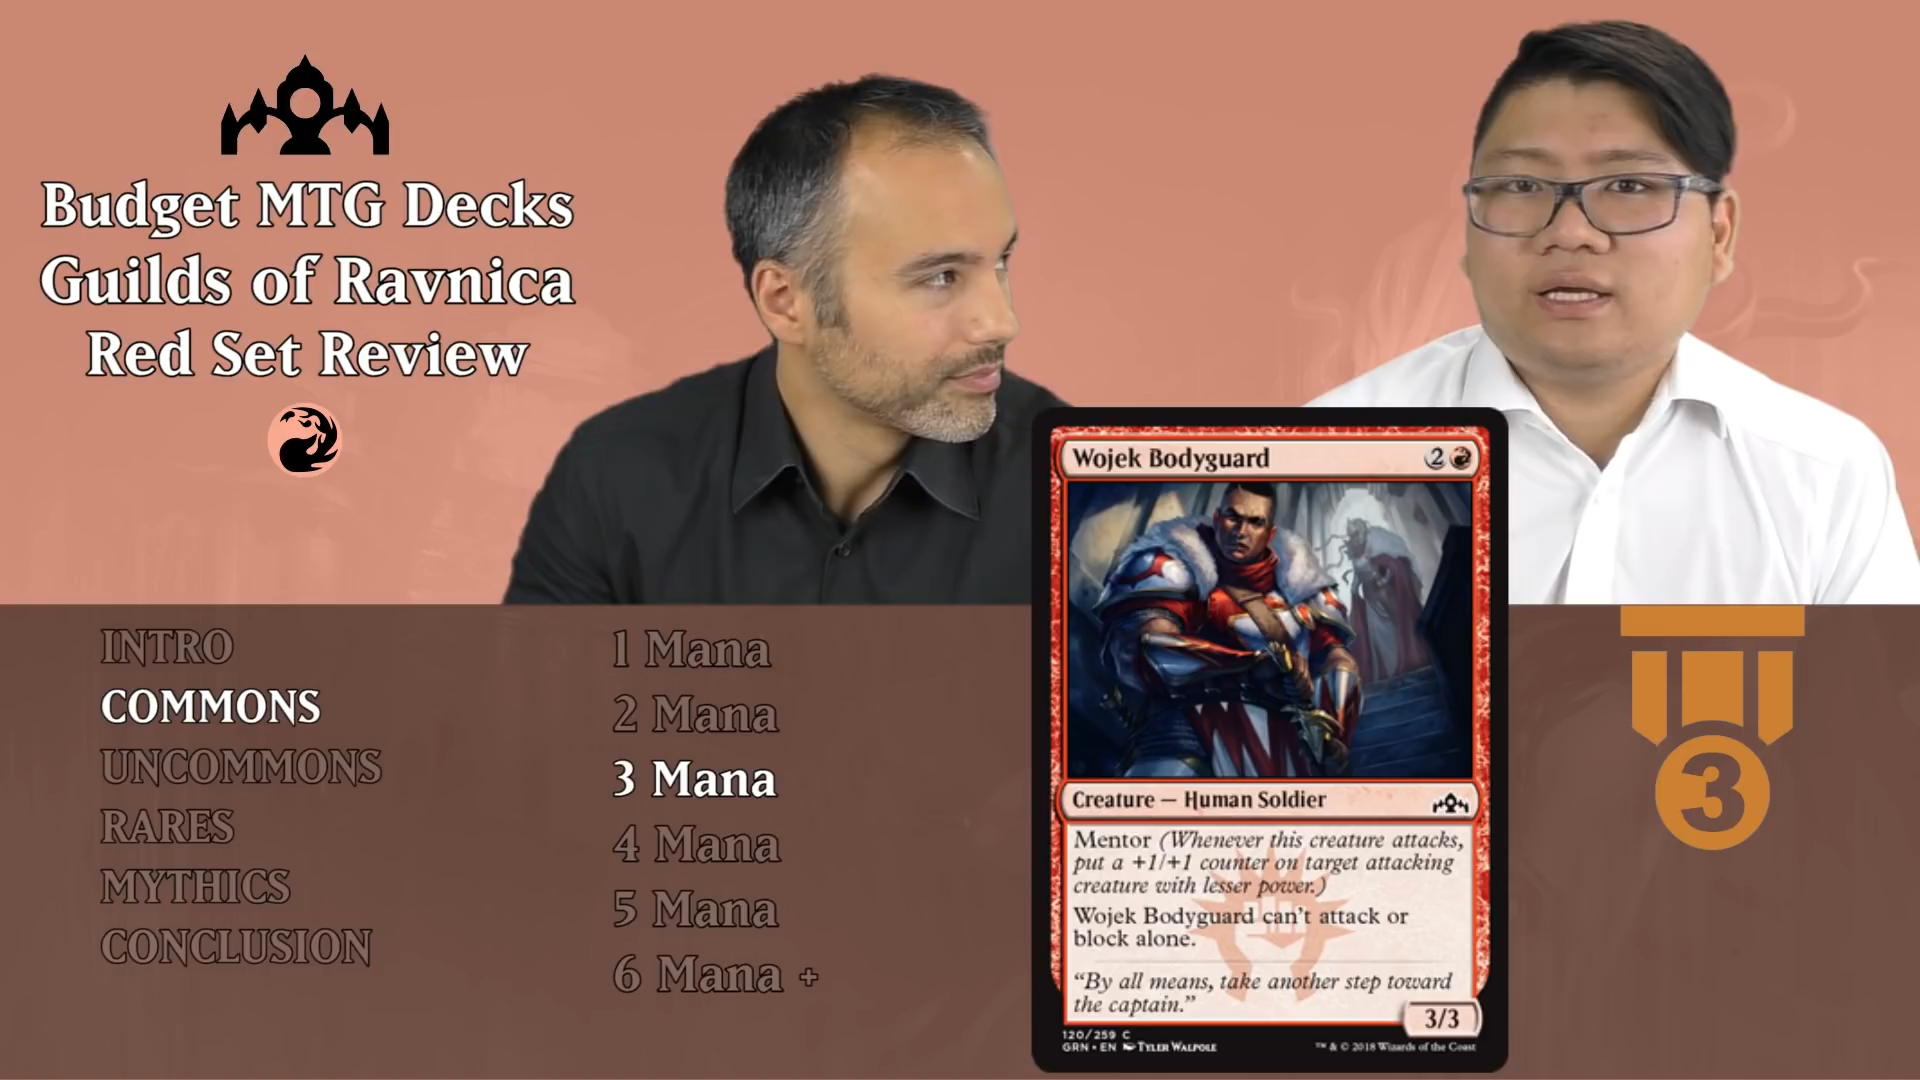 Budget MTG Decks
Guilds of Ravnica
Red Set Review
INTRO
COMMONS
UNCOMMONS
RARES
MYTHICS
CONCLUSION
1 Mana
2 Mana
3 Mana
4 Mana
5 Mana
6 Mana +
Wojek Bodyguard 2
Creature — Human Soldier
Mentor (Whenever this creature attacks,
put a +1/+1 counter on target attacking
creature with lesser power.)
Wojek Bodyguard can't attack or
block alone.
“By all means, take another step toward
the captain.”
3/3
120/259 C
GRN • EN Tyler Walpole
™ & © 2018 Wizards of the Coast
3